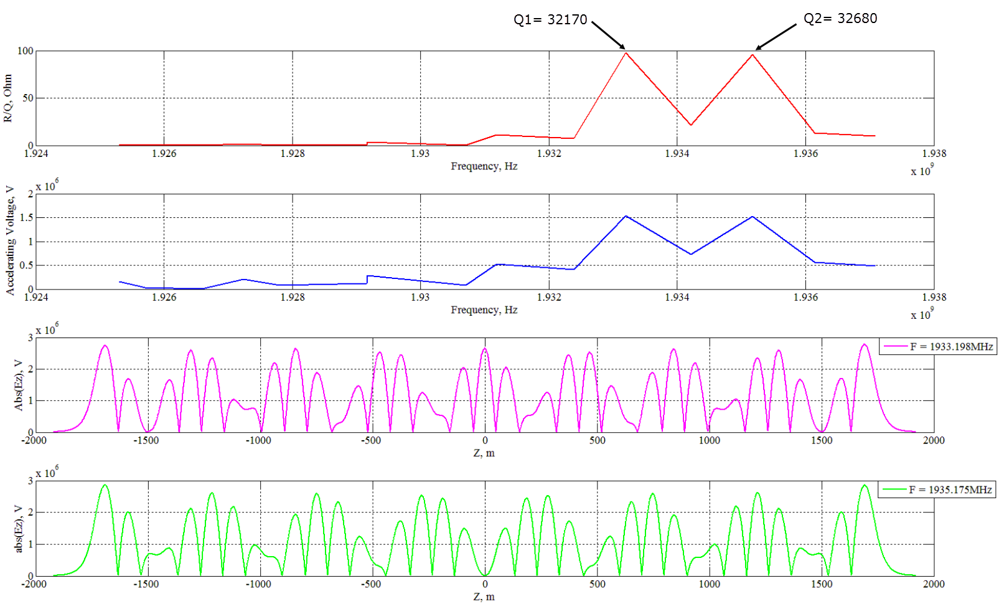 Q1= 32170
Q2= 32680
100
50
0
R/Q, Ohm
1.924 1.926 1.928 1.93 1.932 1.934 1.936 1.938
Frequency, Hz
x 10^9
x 10^6
2
1.5
1
0.5
0
Accelerating Voltage, V
1.924 1.926 1.928 1.93 1.932 1.934 1.936 1.938
Frequency, Hz
x 10^9
x 10^6
3
2
1
0
Abs(Ez), V
F = 1933.198MHz
-2000 -1500 -1000 -500 0 500 1000 1500 2000
Z, m
x 10^6
3
2
1
0
abs(Ez), V
F = 1935.175MHz
-2000 -1500 -1000 -500 0 500 1000 1500 2000
Z, m